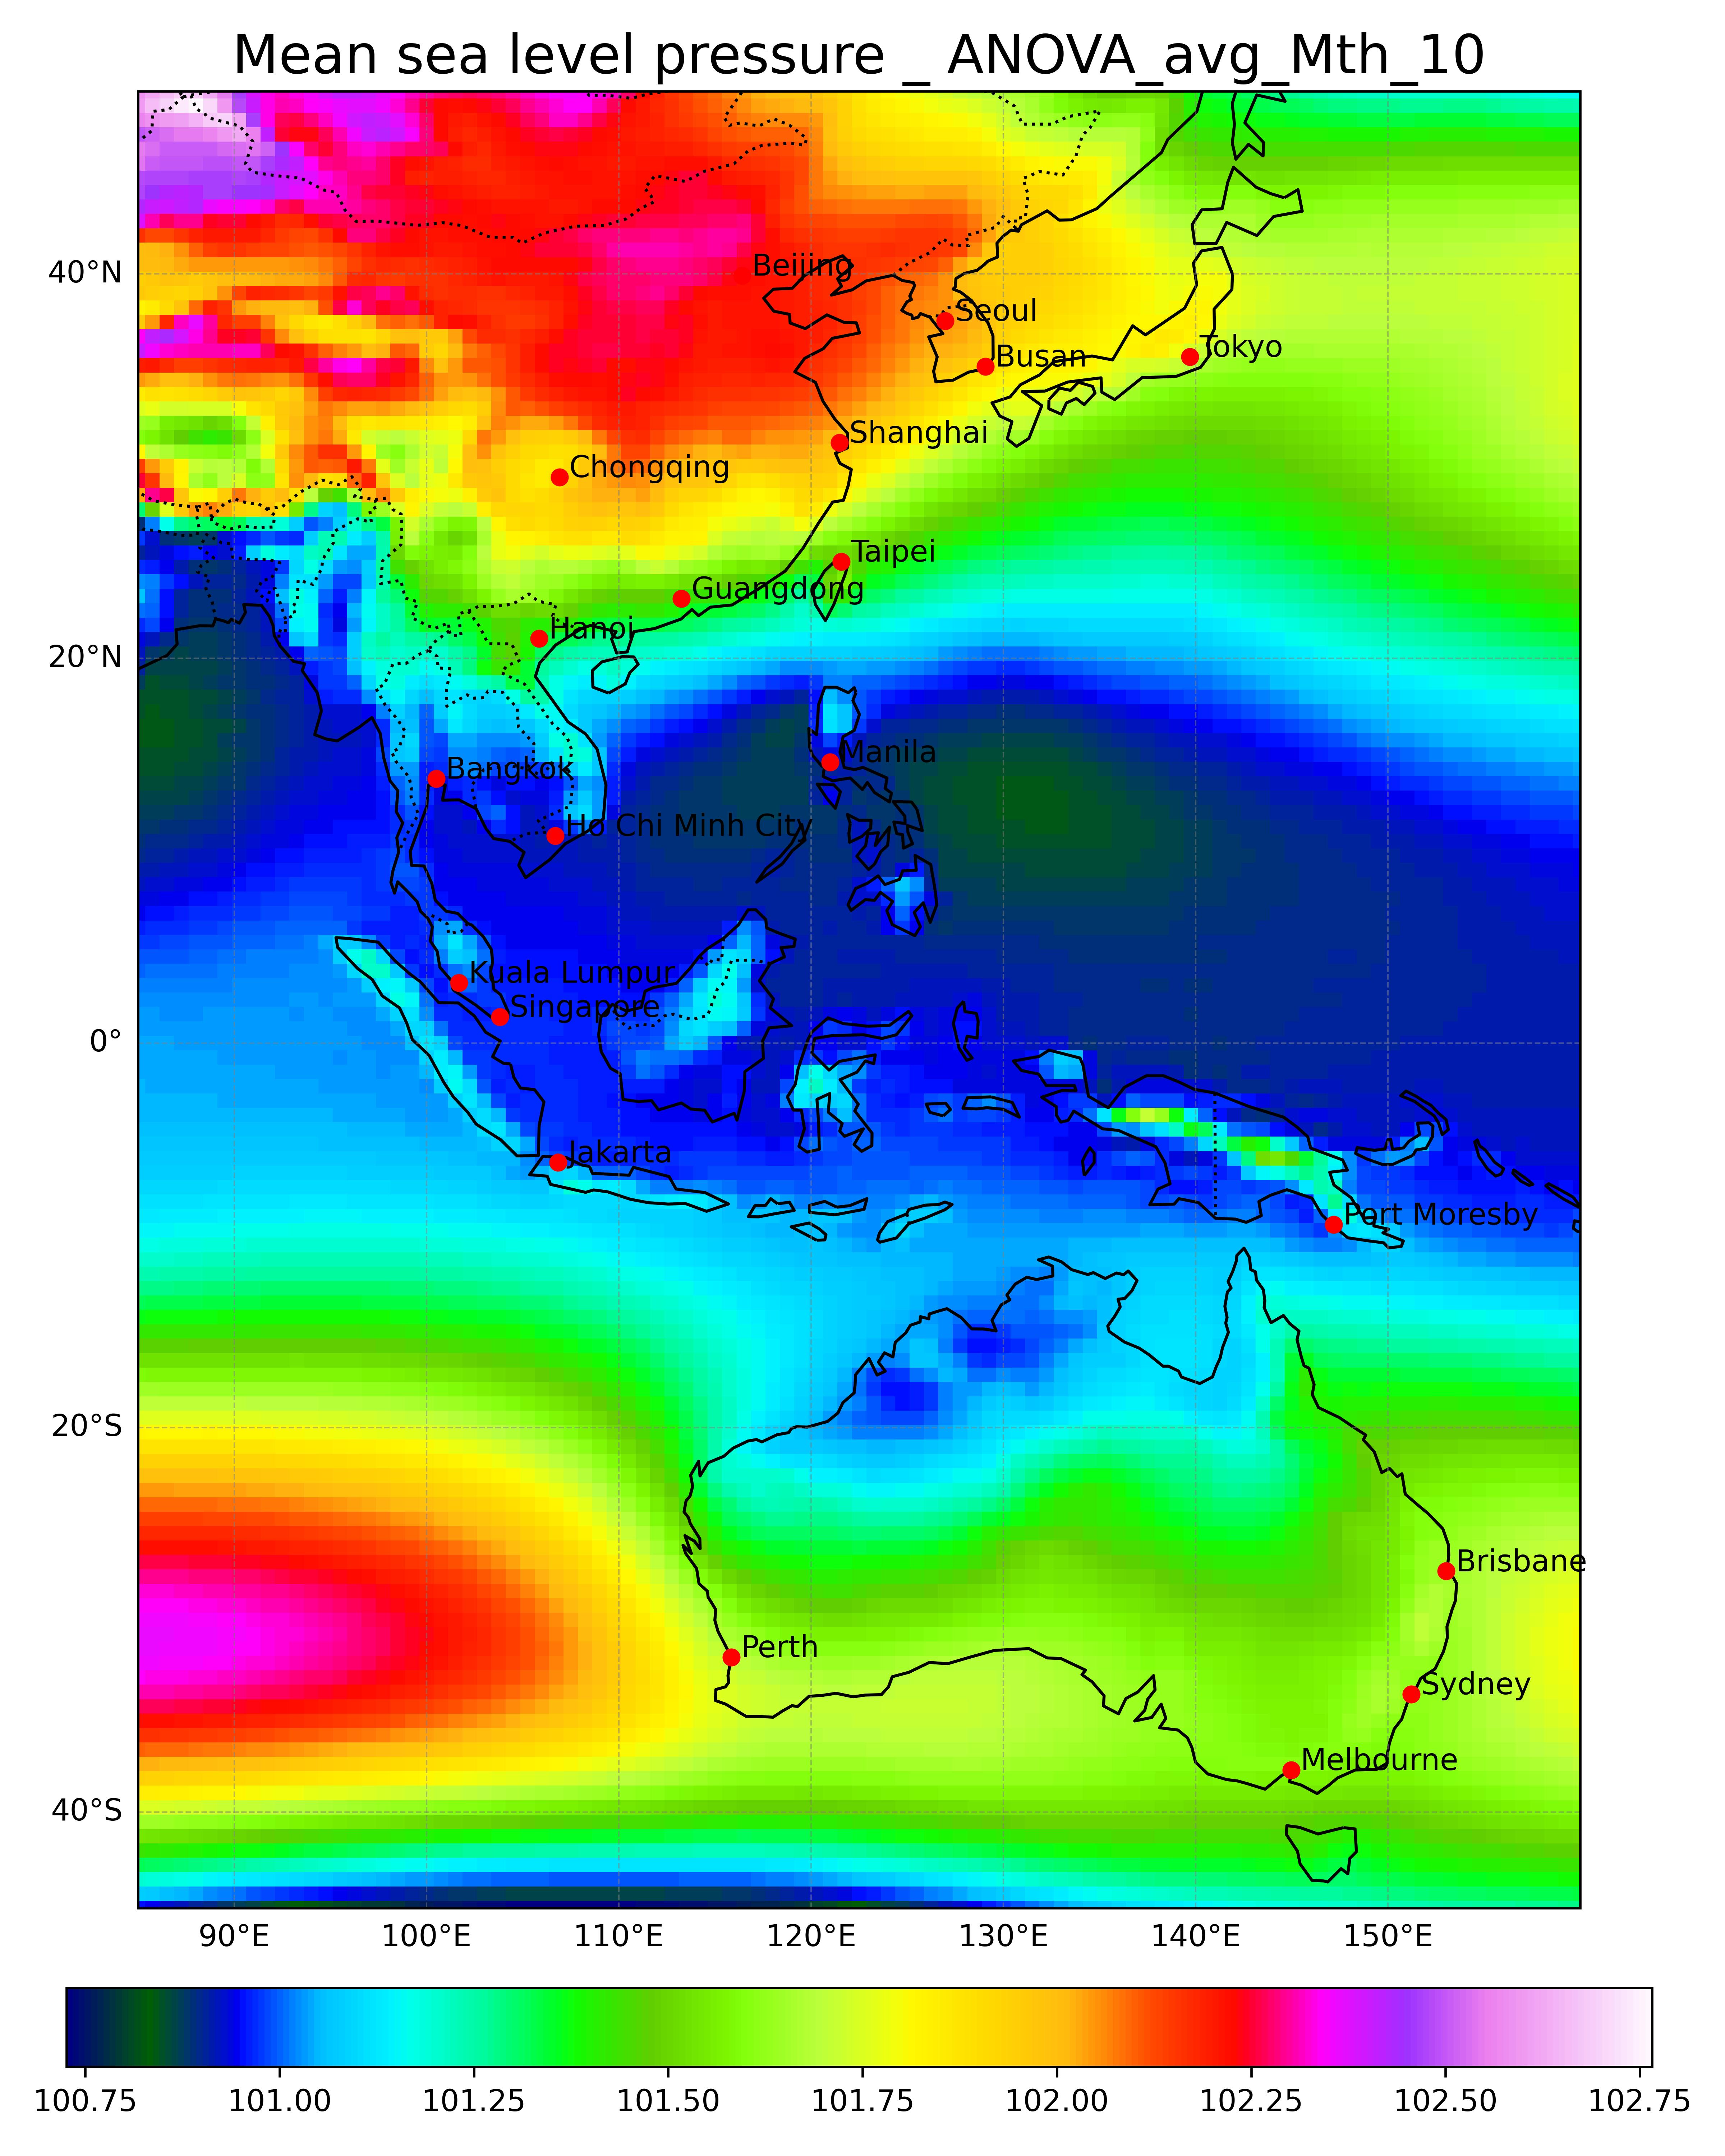 Mean sea level pressure _ ANOVA_avg_Mth_10
40°N
20°N
0°
20°S
40°S
Beijing
Seoul
Busan
Tokyo
Shanghai
Chongqing
Taipei
Guangdong
Hanoi
Manila
Bangkok
Ho Chi Minh City
Kuala Lumpur
Singapore
Jakarta
Port Moresby
Brisbane
Perth
Sydney
Melbourne
90°E 100°E 110°E 120°E 130°E 140°E 150°E
100.75 101.00 101.25 101.50 101.75 102.00 102.25 102.50 102.75